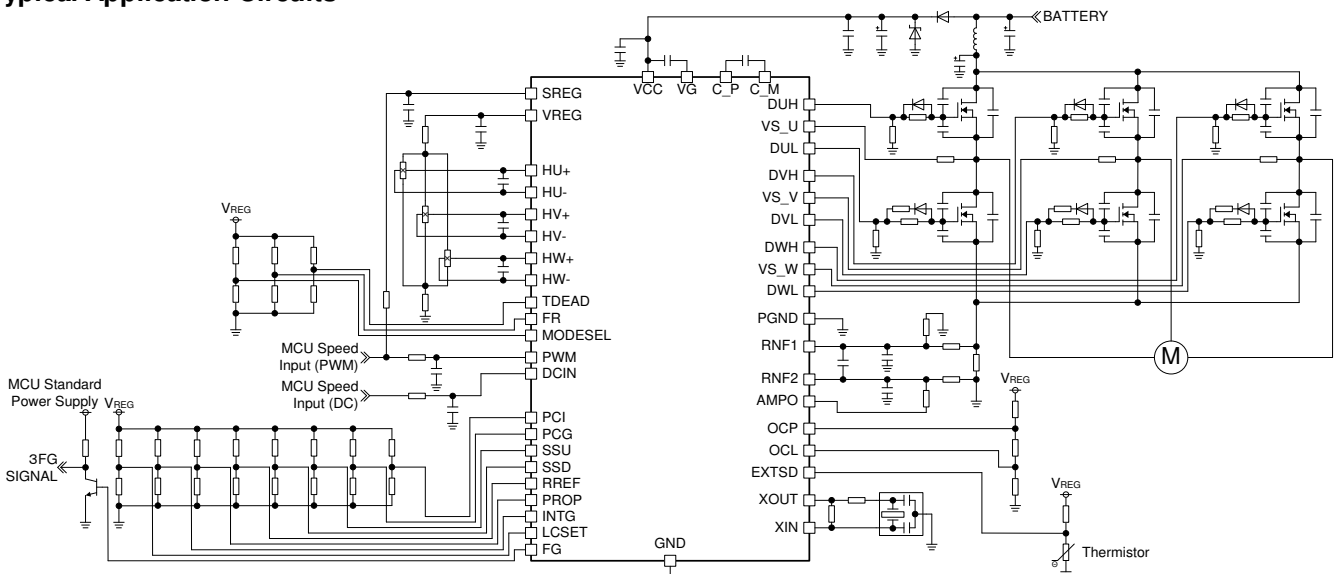 ypical Application Circuits
BATTERY
VCC
VG
C_P
C_M
SREG
VREG
HU+
HU-
HV+
HV-
HW+
HW-
TDEAD
FR
MODESEL
PWM
DCIN
PCI
PCG
SSU
SSD
RREF
PROP
INTG
LCSET
FG
GND
DUH
VS_U
DUL
DVH
VS_V
DVL
DWH
VS_W
DWL
PGND
RNF1
RNF2
AMPO
OCP
OCL
EXTSD
XOUT
XIN
VREG
MCU Speed
Input (PWM)
MCU Speed
Input (DC)
MCU Standard
Power Supply
VREG
3FG
SIGNAL
M
VREG
VREG
Thermistor